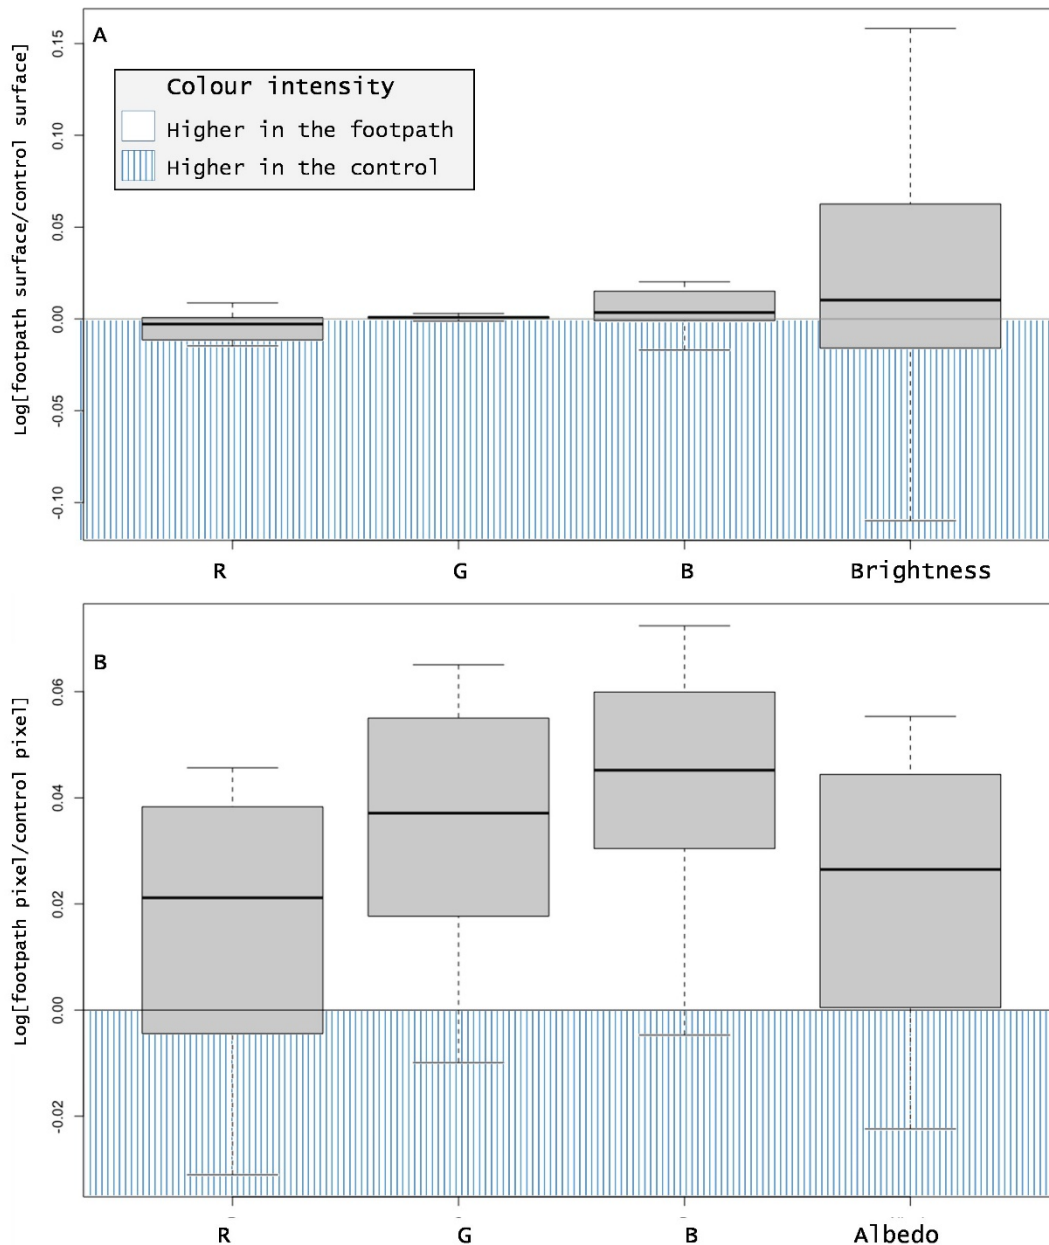 A
Colour intensity
Higher in the footpath
Higher in the control
Log[footpath surface/control surface]
0.15
0.10
0.05
0.00
-0.05
-0.10
R G B Brightness
B
Log[footpath pixel/control pixel]
0.06
0.04
0.02
0.00
-0.02
R G B Albedo